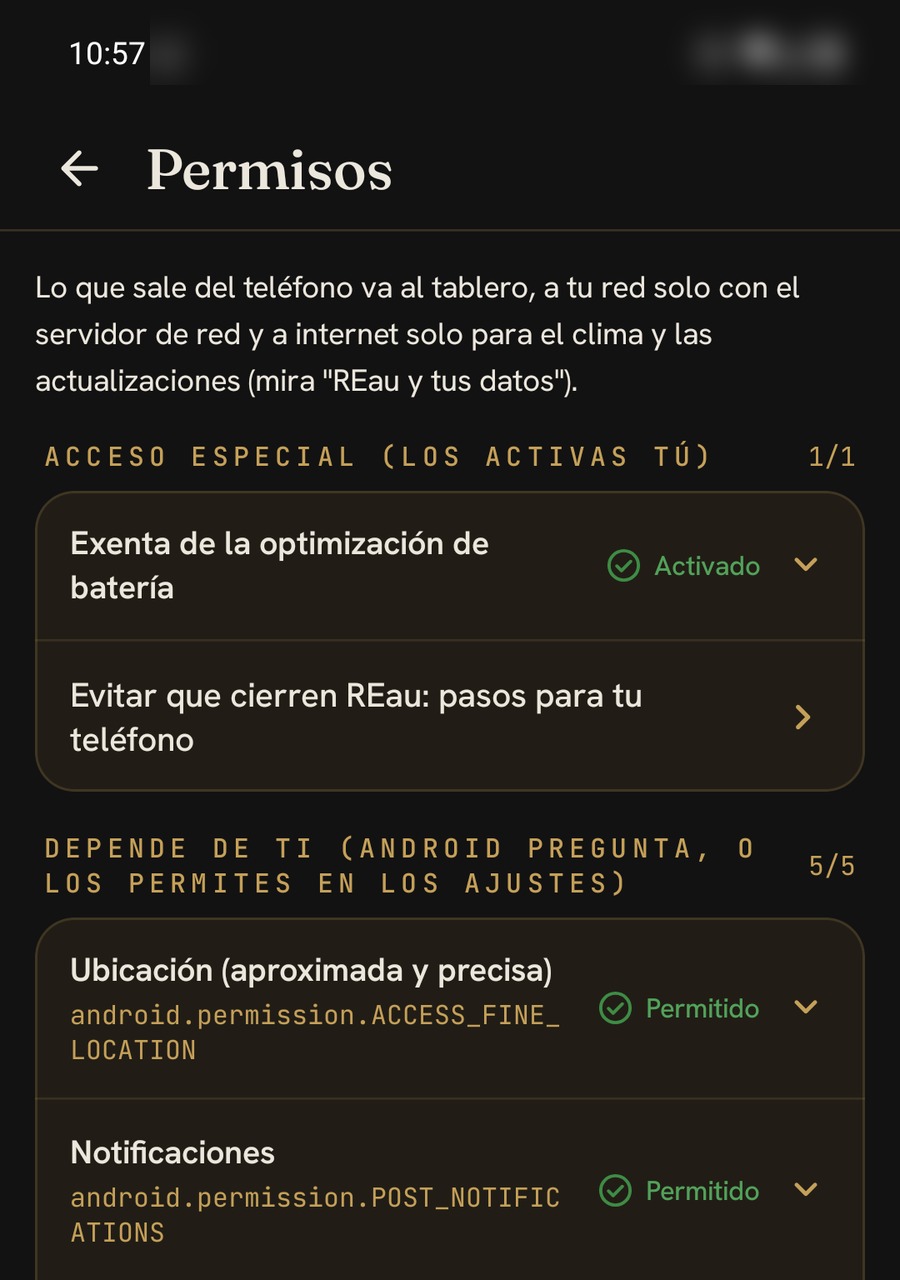 10:57
Permisos
Lo que sale del teléfono va al tablero, a tu red solo con el
servidor de red y a internet solo para el clima y las
actualizaciones (mira "REau y tus datos").
ACCESO ESPECIAL (LOS ACTIVAS TÚ) 1/1
Exenta de la optimización de
batería
Activado
Evitar que cierren REau: pasos para tu
teléfono
DEPENDE DE TI (ANDROID PREGUNTA, O
LOS PERMITES EN LOS AJUSTES)
5/5
Ubicación (aproximada y precisa)
android.permission.ACCESS_FINE_
LOCATION
Permitido
Notificaciones
android.permission.POST_NOTIFIC
ATIONS
Permitido